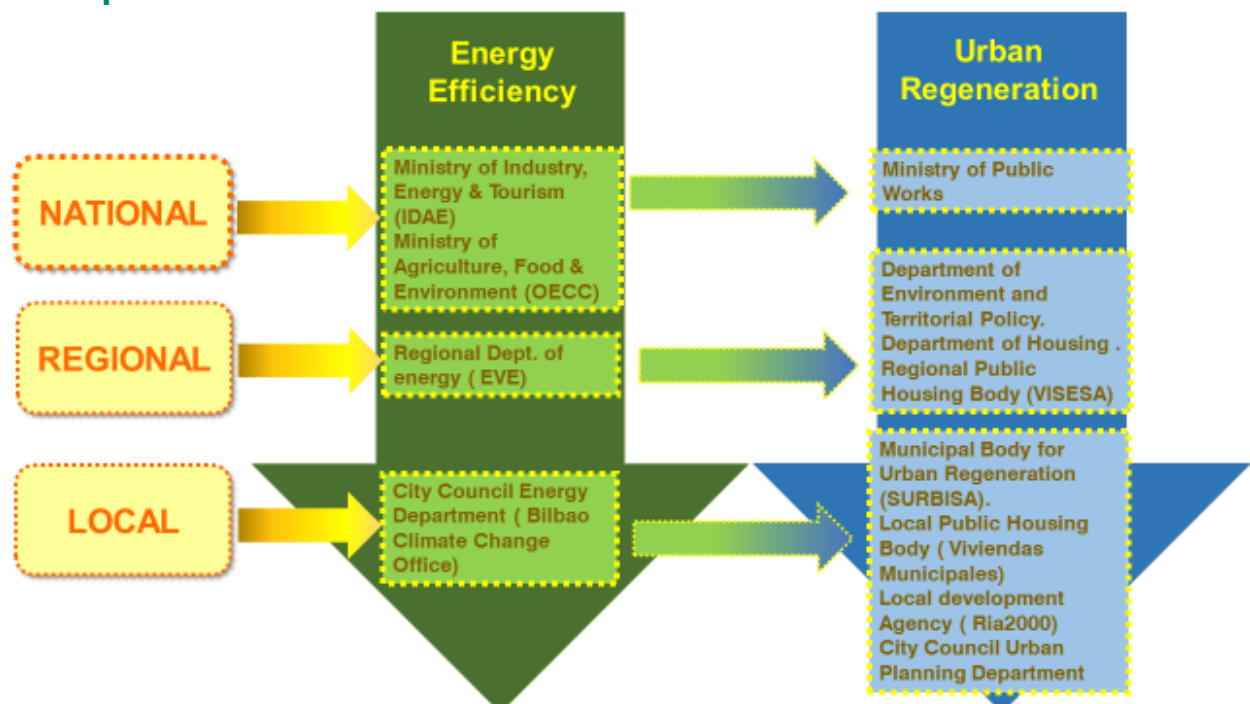 Energy
Efficiency
Urban
Regeneration
NATIONAL
Ministry of Industry,
Energy & Tourism
(IDAE)
Ministry of
Agriculture, Food &
Environment (OECC)
Ministry of Public
Works
REGIONAL
Regional Dept. of
energy ( EVE)
Department of
Environment and
Territorial Policy.
Department of Housing .
Regional Public
Housing Body (VISESA)
LOCAL
City Council Energy
Department ( Bilbao
Climate Change
Office)
Municipal Body for
Urban Regeneration
(SURBISA).
Local Public Housing
Body ( Viviendas
Municipales)
Local development
Agency ( Ria2000)
City Council Urban
Planning Department